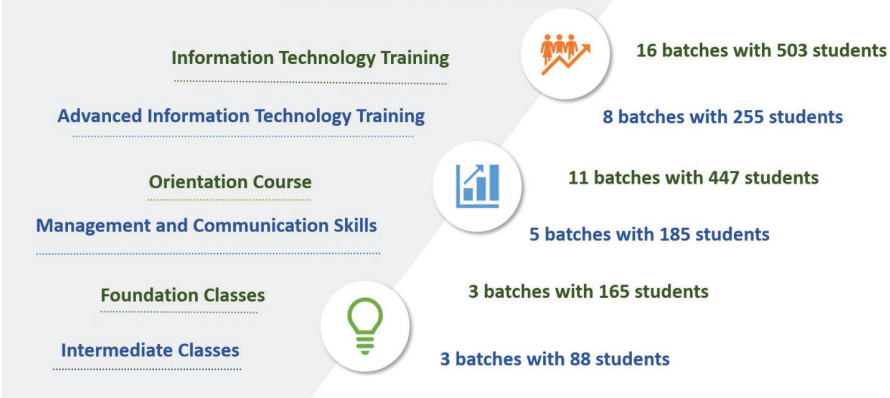 Information Technology Training
16 batches with 503 students
Advanced Information Technology Training
8 batches with 255 students
Orientation Course
11 batches with 447 students
Management and Communication Skills
5 batches with 185 students
Foundation Classes
3 batches with 165 students
Intermediate Classes
3 batches with 88 students